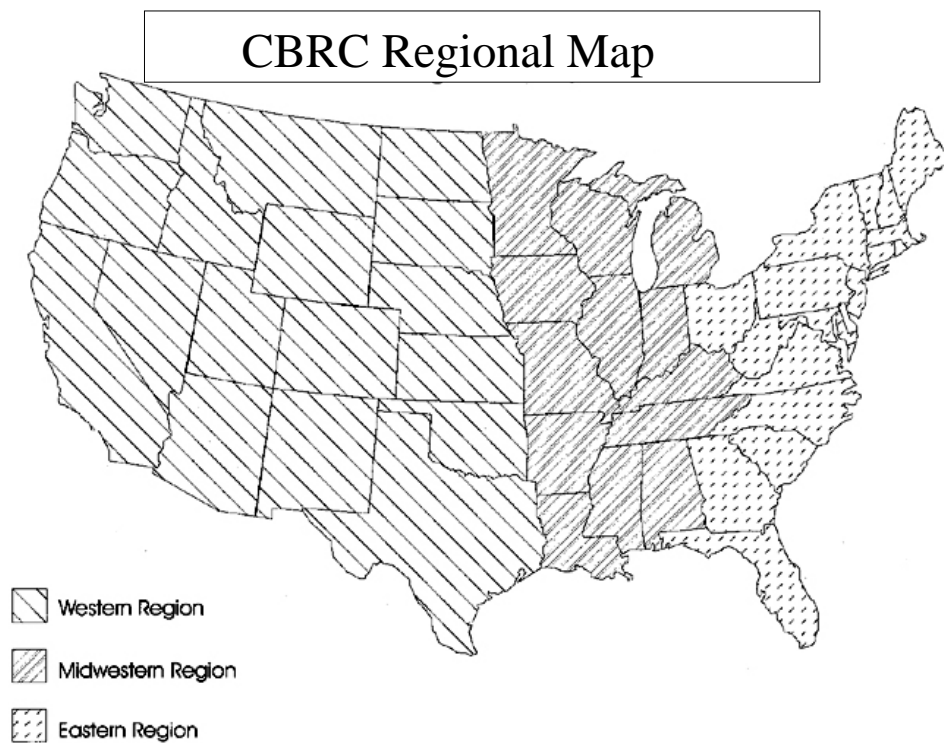 CBRC Regional Map
Western Region
Midwestern Region
Eastern Region